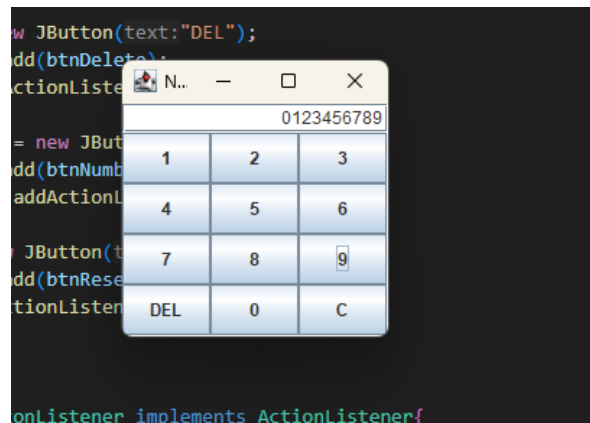 w JButton(text:"DEL");
dd(btnDelete);
ctionListe
N...
0123456789
= new JBut
dd(btnNumb
addActionL
JButton(t
dd(btnRese
tionListen
1 2 3
4 5 6
7 8 9
DEL 0 C
onListener implements ActionListener{